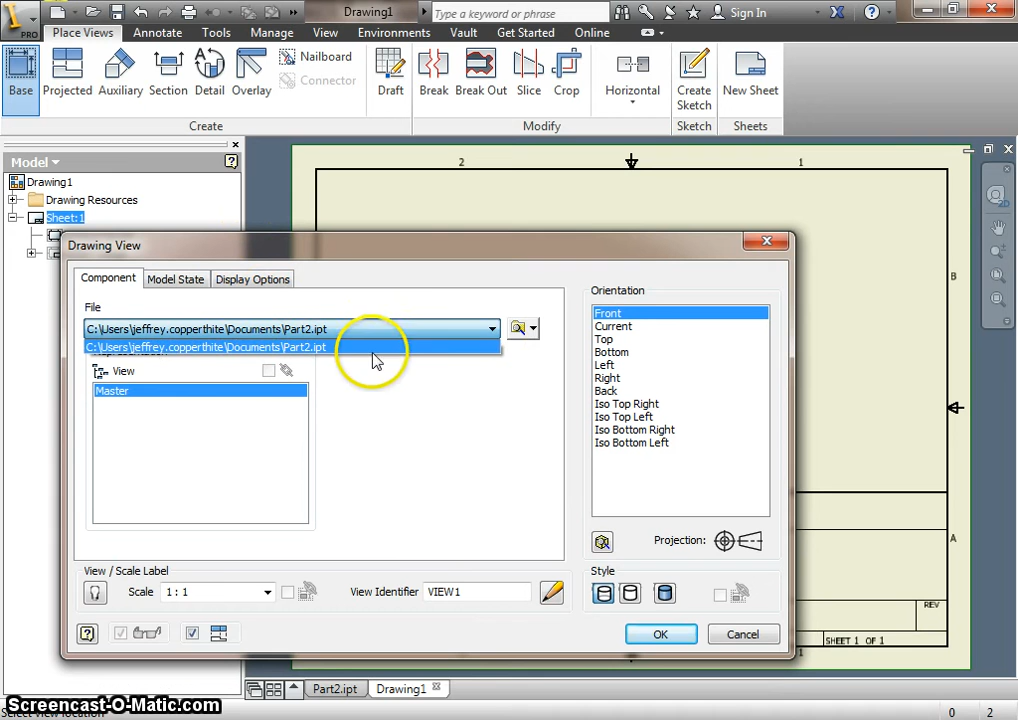 Drawing1
Type a keyword or phrase
Sign In
PRO
Place Views
Annotate
Tools
Manage
View
Environments
Vault
Get Started
Online
Base
Projected
Auxiliary
Section
Detail
Overlay
Nailboard
Connector
Draft
Break
Break Out
Slice
Crop
Horizontal
Create
Sketch
New Sheet
Create
Modify
Sketch
Sheets
Model
Drawing1
Drawing Resources
Sheet:1
2
1
B
A
2D
Drawing View
Component
Model State
Display Options
File
C:\Users\jeffrey.copperthite\Documents\Part2.ipt
C:\Users\jeffrey.copperthite\Documents\Part2.ipt
View
Master
Orientation
Front
Current
Top
Bottom
Left
Right
Back
Iso Top Right
Iso Top Left
Iso Bottom Right
Iso Bottom Left
Projection:
View / Scale Label
Scale
1 : 1
View Identifier
VIEW1
Style
OK
Cancel
REV
SHEET 1 OF 1
1
Part2.ipt
Drawing1
Screencast-O-Matic.com
Select view location
0
2